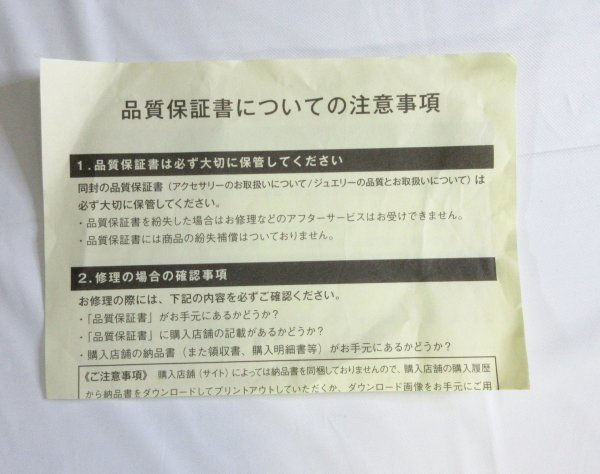 品質保証書についての注意事項
1.品質保証書は必ず大切に保管してください
同封の品質保証書（アクセサリーのお取扱いについて/ジュエリーの品質とお取扱いについて）は
必ず大切に保管してください。
・品質保証書を紛失した場合はお修理などのアフターサービスはお受けできません。
・品質保証書には商品の紛失補償はついておりません。
2.修理の場合の確認事項
お修理の際には、下記の内容を必ずご確認ください。
・「品質保証書」がお手元にあるかどうか？
・「品質保証書」に購入店舗の記載があるかどうか？
・購入店舗の納品書（また領収書、購入明細書等）がお手元にあるかどうか？
《ご注意事項》 購入店舗（サイト）によっては納品書を同梱しておりませんので、購入店舗の購入履歴
から納品書をダウンロードしてプリントアウトしていただくか、ダウンロード画像をお手元にご用